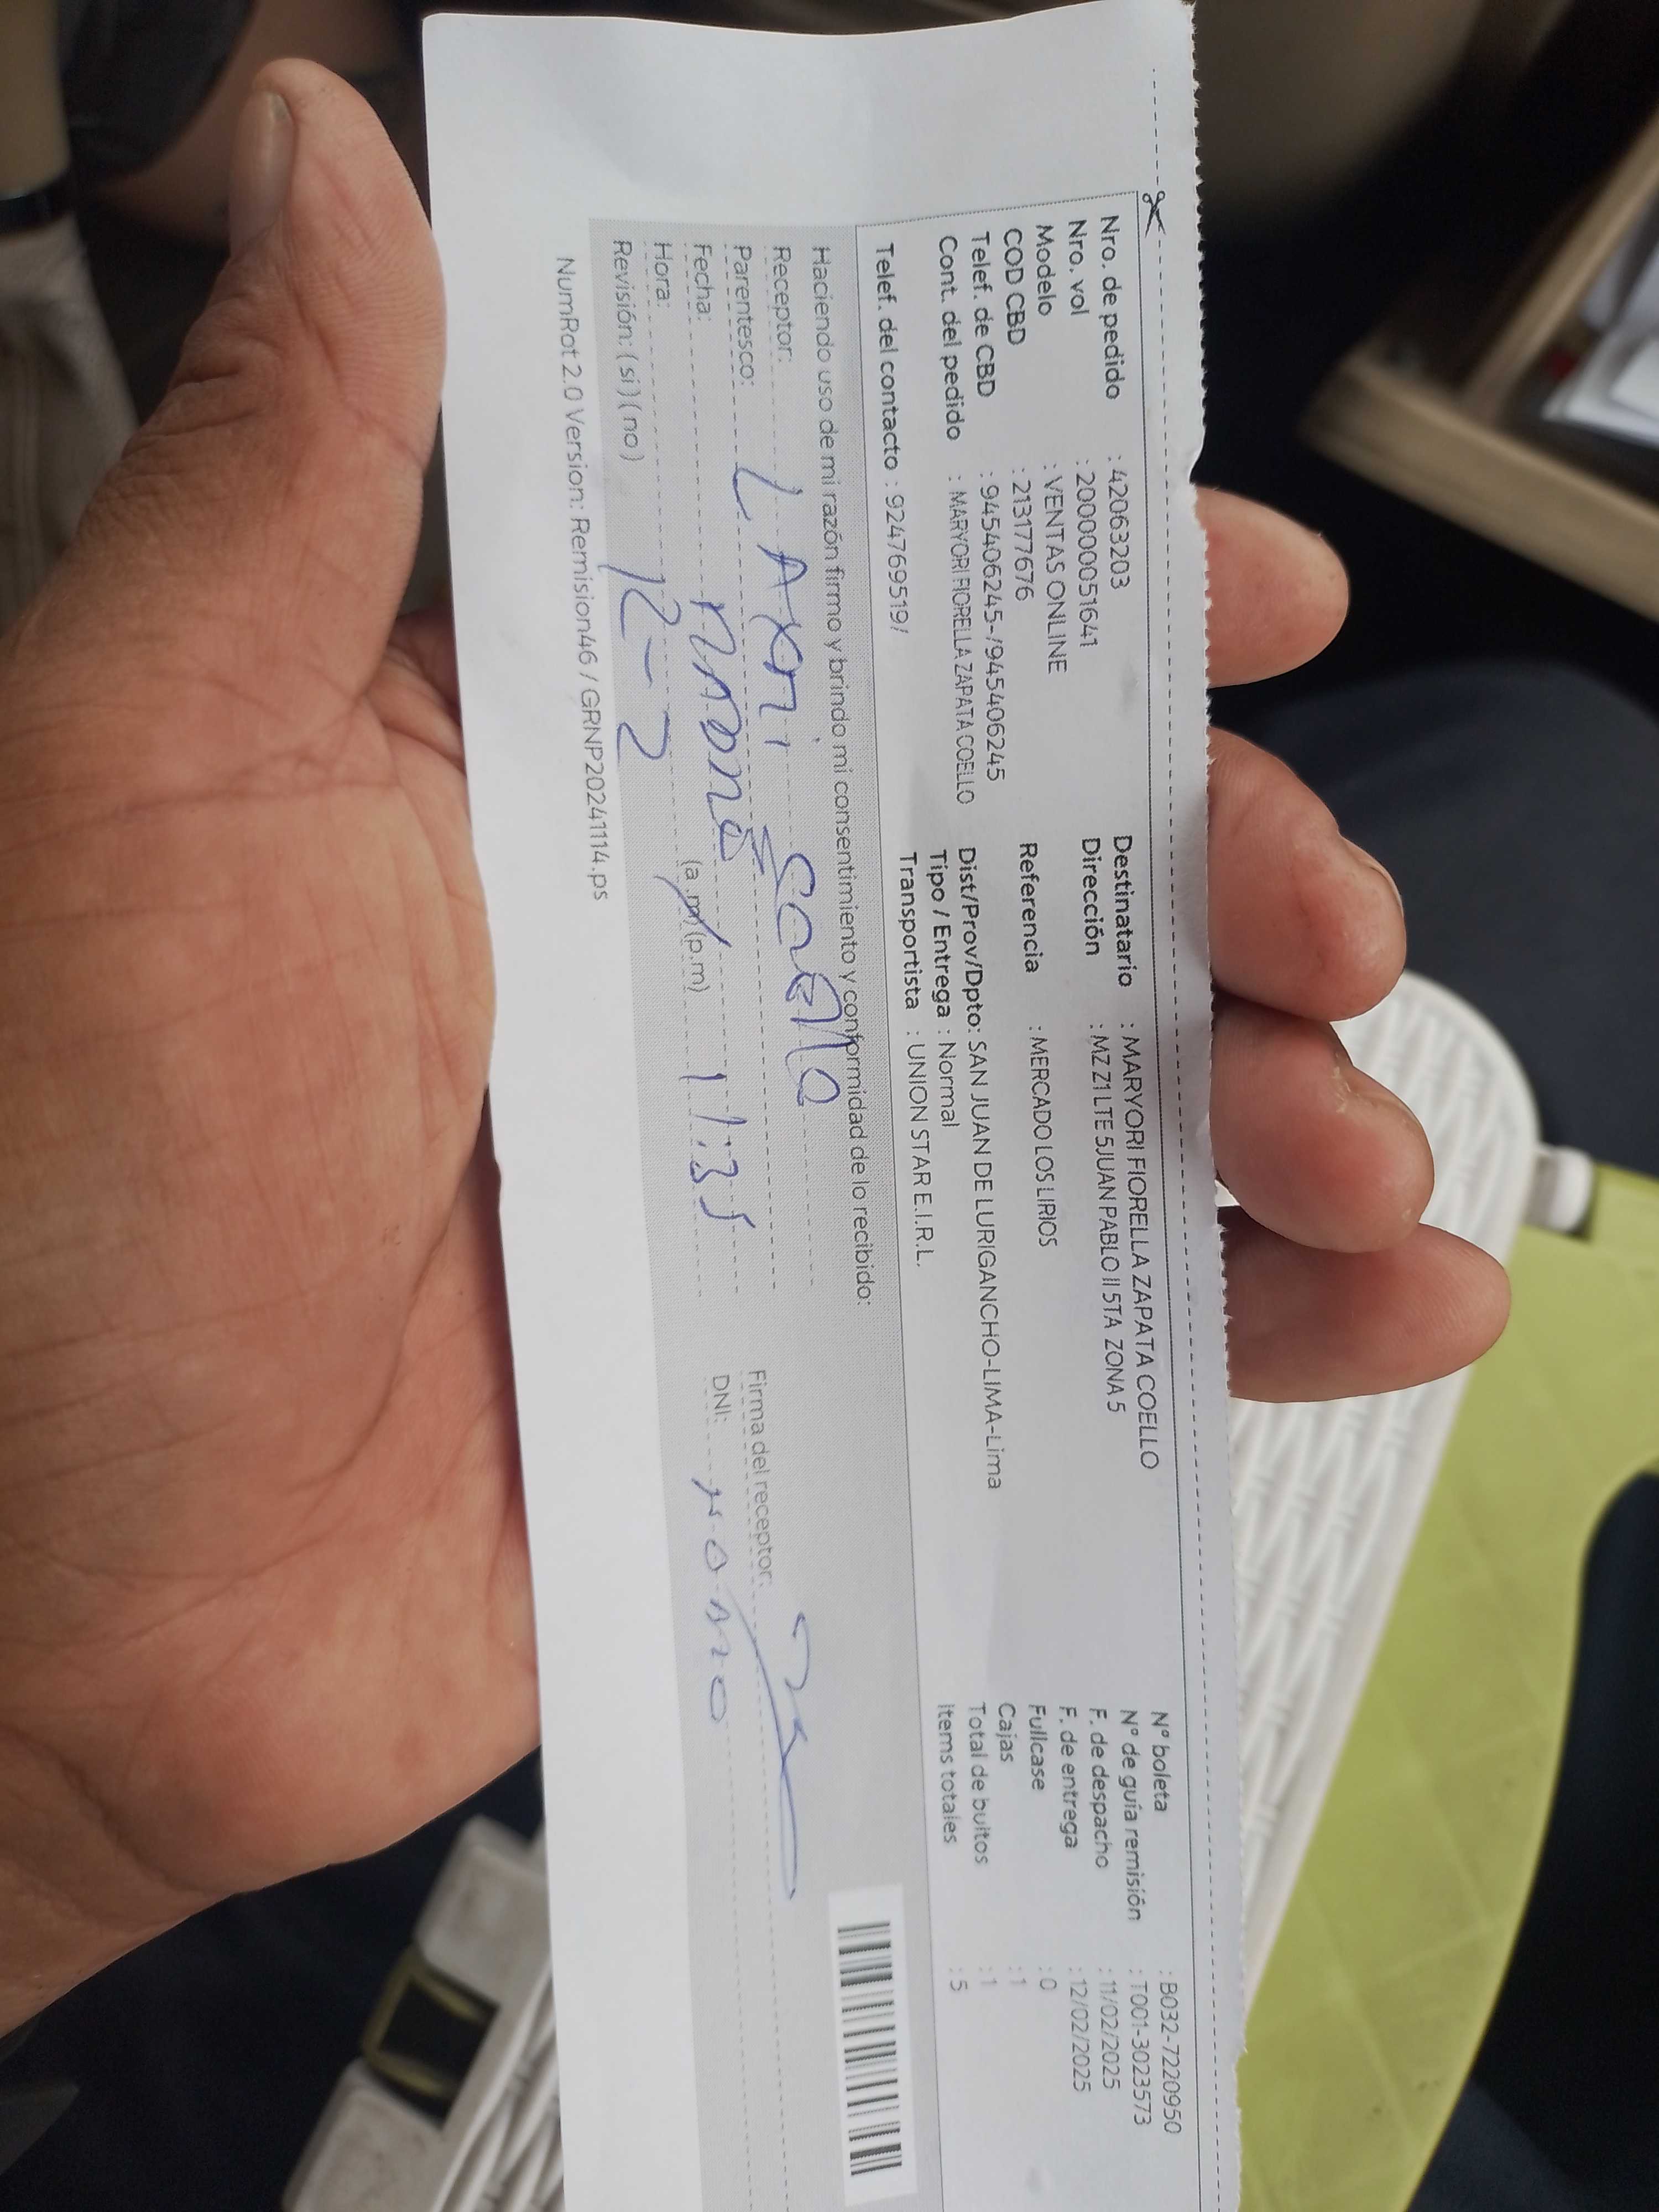 Nro. de pedido : 42063203
Nro. vol : 2000000051641
Modelo : VENTAS ONLINE
COD CBD : 213177676
Telef. de CBD : 945406245-/945406245
Cont. del pedido : MARYORI FIORELLA ZAPATA COELLO
Telef. del contacto : 924769519/
Destinatario : MARYORI FIORELLA ZAPATA COELLO
Dirección : MZ Z1 LTE 5JUAN PABLO II 5TA ZONA 5
Referencia : MERCADO LOS LIRIOS
Dist/Prov/Dpto: SAN JUAN DE LURIGANCHO-LIMA-Lima
Tipo / Entrega : Normal
Transportista : UNION STAR E.I.R.L.
N° boleta : B032-7220950
N° de guía remisión : T001-3023573
F. de despacho : 11/02/2025
F. de entrega : 12/02/2025
Fullcase : 0
Cajas : 1
Total de bultos : 1
Items totales : 5
Haciendo uso de mi razón firmo y brindo mi consentimiento y conformidad de lo recibido:
Receptor:
Parentesco:
Fecha: 12-2
Hora: (a.m) (p.m) 11:35
Revisión: (si) (no)
Firma del receptor:
DNI:
NumRot 2.0 Version: Remision46 / GRNP20241114.ps